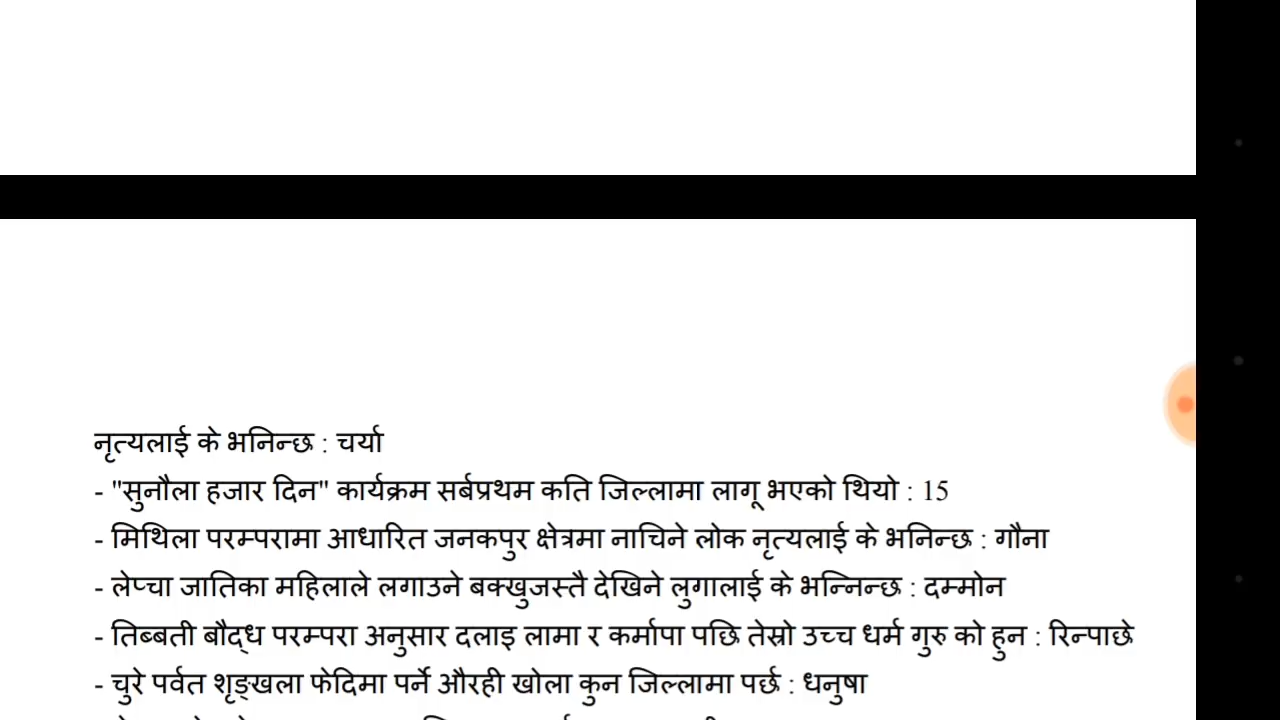 नृत्यलाई के भनिन्छ : चर्या
- "सुनौला हजार दिन" कार्यक्रम सर्बप्रथम कति जिल्लामा लागू भएको थियो : 15
- मिथिला परम्परामा आधारित जनकपुर क्षेत्रमा नाचिने लोक नृत्यलाई के भनिन्छ : गौना
- लेप्चा जातिका महिलाले लगाउने बक्खुजस्तै देखिने लुगालाई के भन्निन्छ : दम्मोन
- तिब्बती बौद्ध परम्परा अनुसार दलाइ लामा र कर्मापा पछि तेस्रो उच्च धर्म गुरु को हुन : रिन्पाछे
- चुरे पर्वत शृङ्खला फेदिमा पर्ने औरही खोला कुन जिल्लामा पर्छ : धनुषा